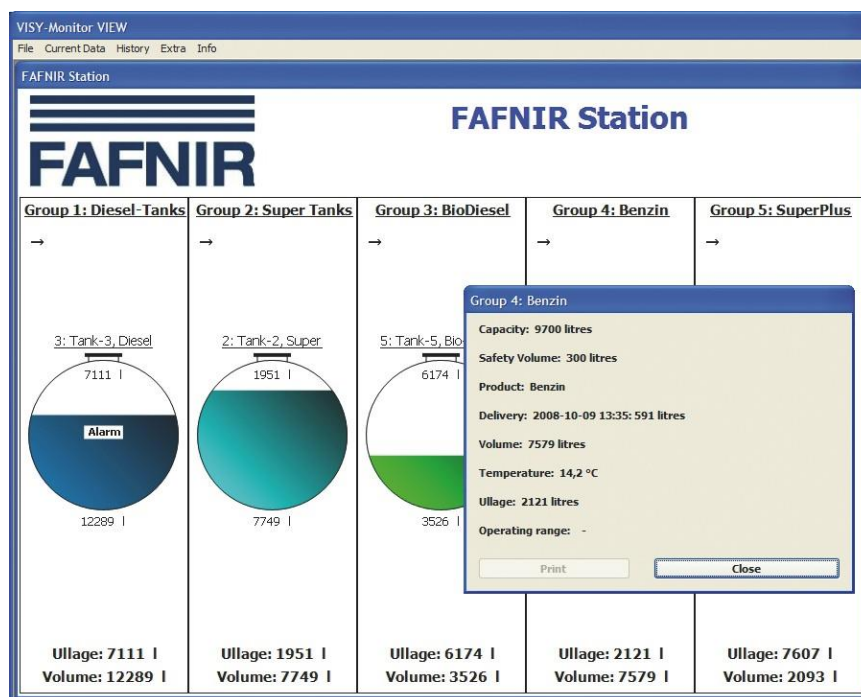 VISY-Monitor VIEW
File Current Data History Extra Info
FAFNIR Station
FAFNIR
FAFNIR Station
Group 1: Diesel-Tanks
→
3: Tank-3, Diesel
7111 l
Alarm
12289 l
Ullage: 7111 l
Volume: 12289 l
Group 2: Super Tanks
→
2: Tank-2, Super
1951 l
7749 l
Ullage: 1951 l
Volume: 7749 l
Group 3: BioDiesel
→
5: Tank-5, Bio
6174 l
3526 l
Ullage: 6174 l
Volume: 3526 l
Group 4: Benzin
→
Ullage: 2121 l
Volume: 7579 l
Group 5: SuperPlus
→
Ullage: 7607 l
Volume: 2093 l
Group 4: Benzin
Capacity: 9700 litres
Safety Volume: 300 litres
Product: Benzin
Delivery: 2008-10-09 13:35: 591 litres
Volume: 7579 litres
Temperature: 14,2 °C
Ullage: 2121 litres
Operating range: -
Print
Close